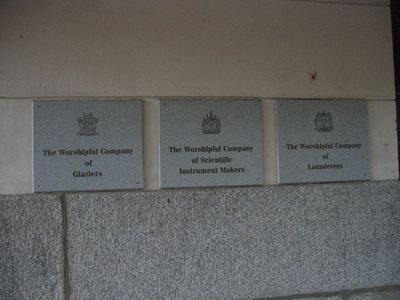 The Worshipful Company
of
Glaziers
The Worshipful Company
of Scientific
Instrument Makers
The Worshipful Company
of
Launderers